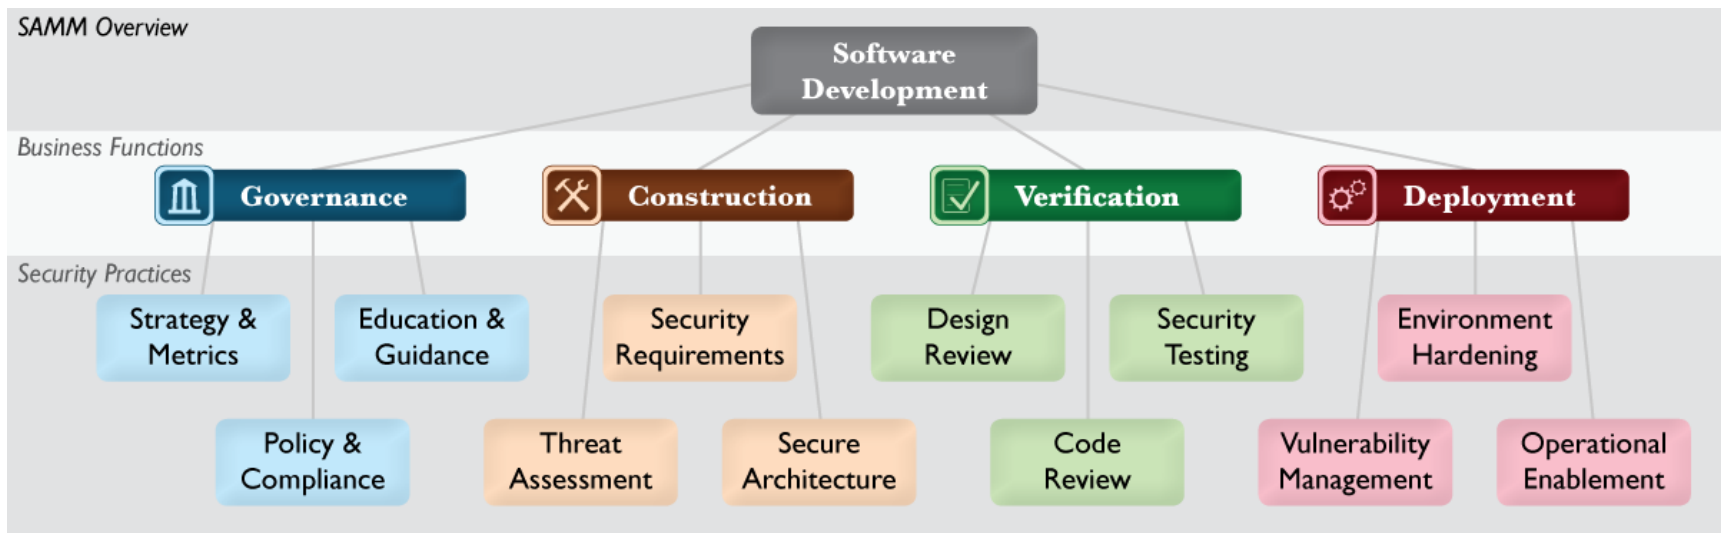 SAMM Overview
Software
Development
Business Functions
Governance
Construction
Verification
Deployment
Security Practices
Strategy &
Metrics
Education &
Guidance
Security
Requirements
Design
Review
Security
Testing
Environment
Hardening
Policy &
Compliance
Threat
Assessment
Secure
Architecture
Code
Review
Vulnerability
Management
Operational
Enablement